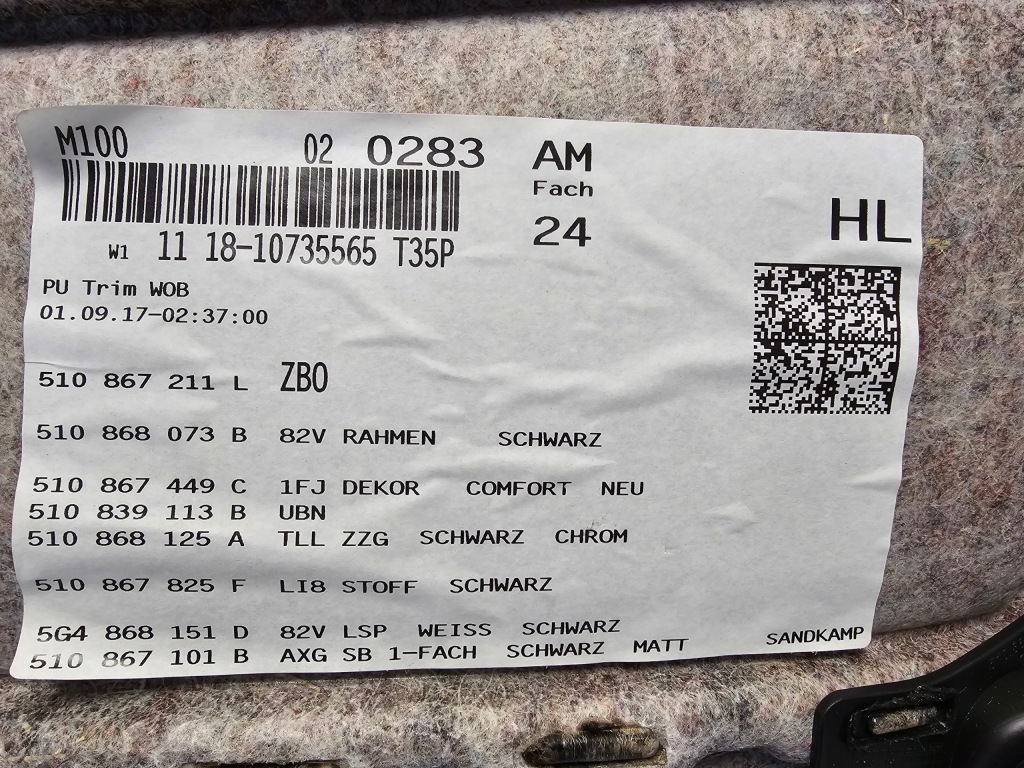 M100 02 0283 AM
Fach
24
HL
W1 11 18-10735565 T35P
PU Trim WOB
01.09.17-02:37:00
510 867 211 L ZB0
510 868 073 B 82V RAHMEN SCHWARZ
510 867 449 C 1FJ DEKOR COMFORT NEU
510 839 113 B UBN
510 868 125 A TLL ZZG SCHWARZ CHROM
510 867 825 F LI8 STOFF SCHWARZ
5G4 868 151 D 82V LSP WEISS SCHWARZ
510 867 101 B AXG SB 1-FACH SCHWARZ MATT
SANDKAMP